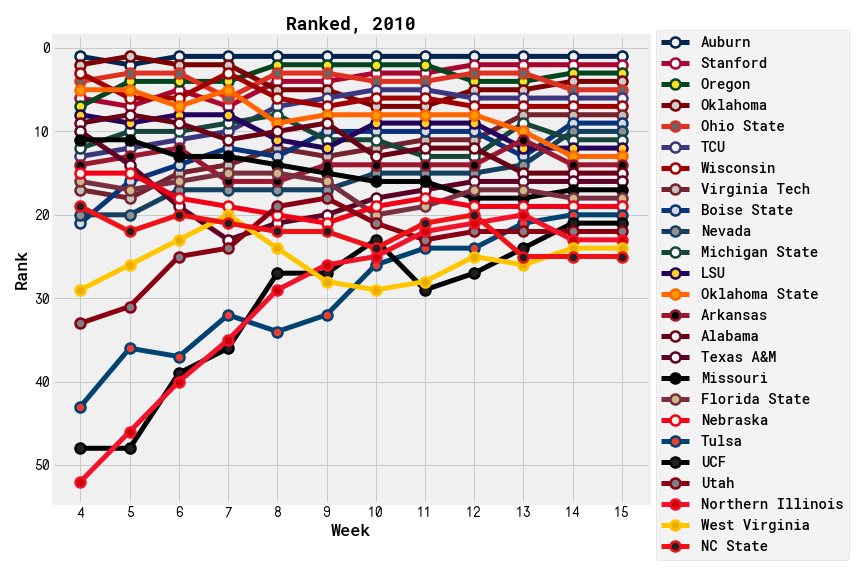 Ranked, 2010
0
10
20
30
40
50
Rank
4 5 6 7 8 9 10 11 12 13 14 15
Week
Auburn
Stanford
Oregon
Oklahoma
Ohio State
TCU
Wisconsin
Virginia Tech
Boise State
Nevada
Michigan State
LSU
Oklahoma State
Arkansas
Alabama
Texas A&M
Missouri
Florida State
Nebraska
Tulsa
UCF
Utah
Northern Illinois
West Virginia
NC State